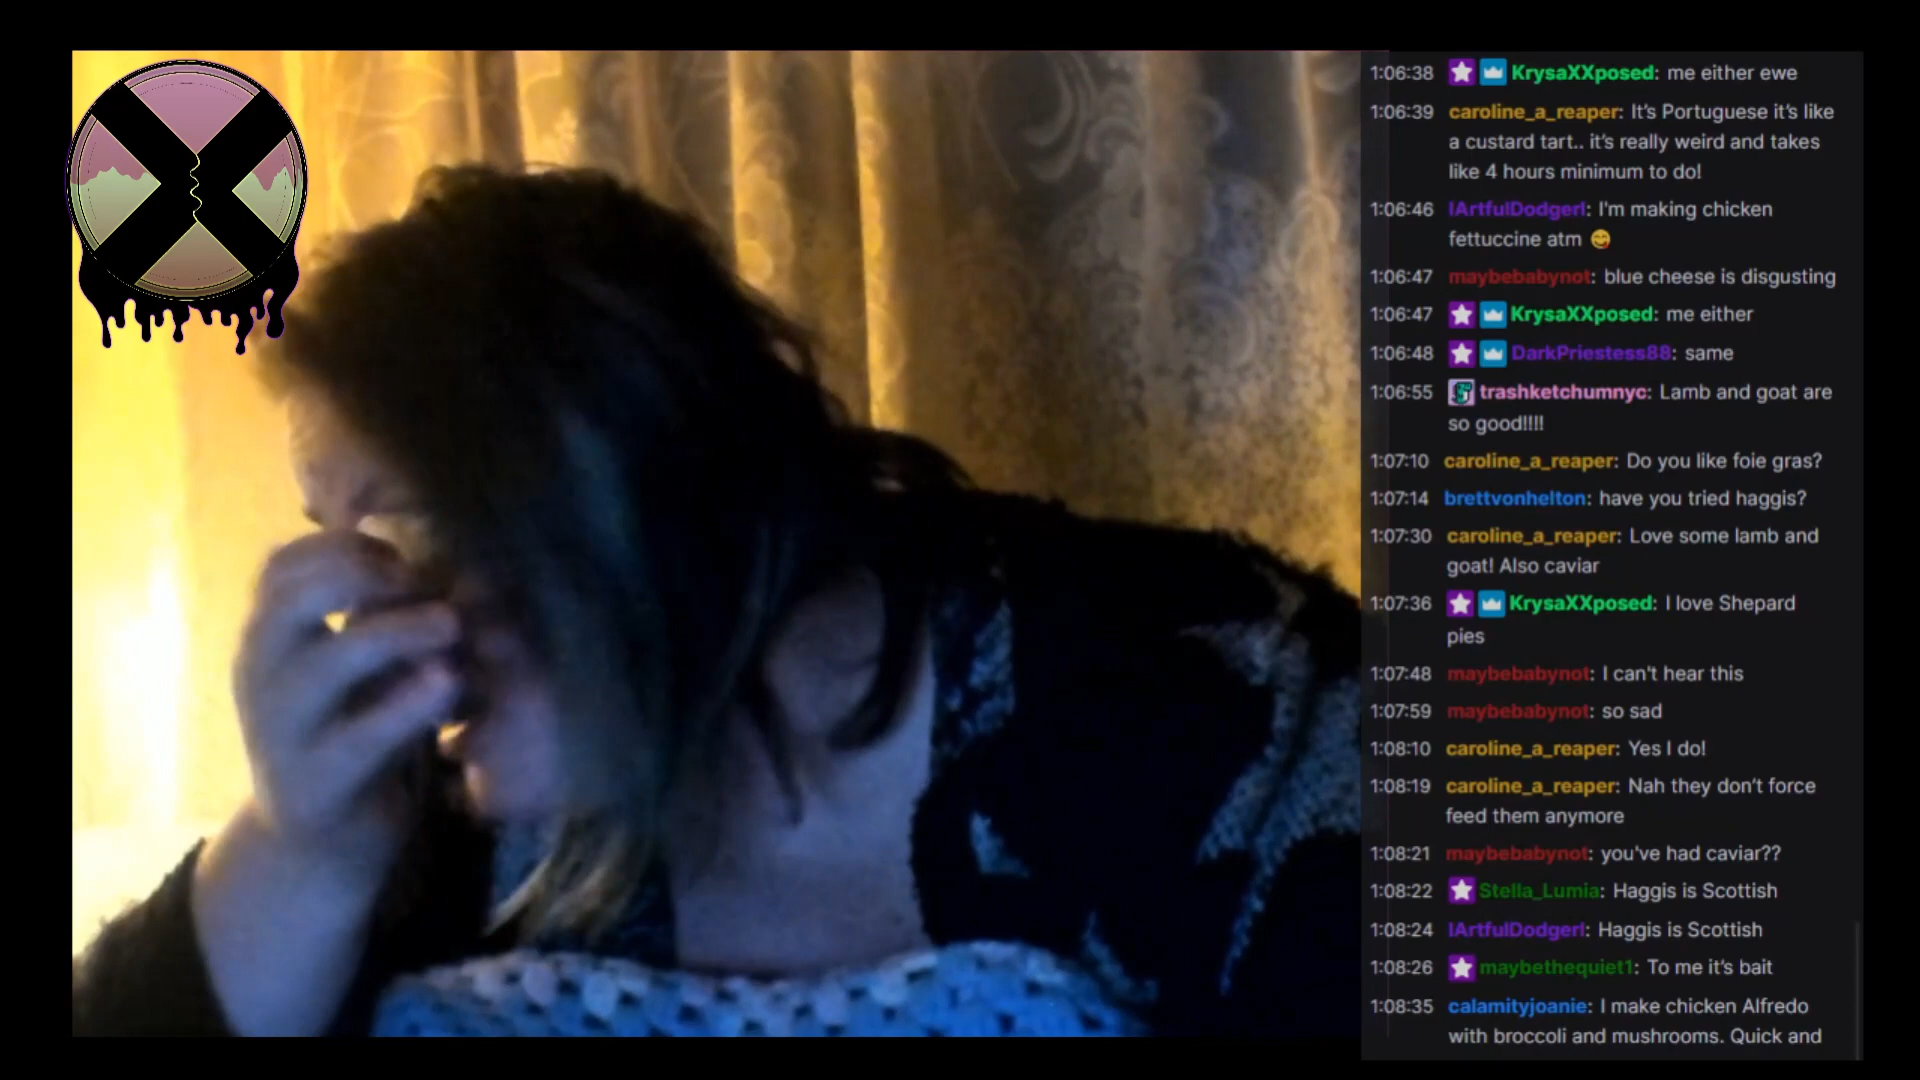 1:06:38 KrysaXXposed: me either ewe
1:06:39 caroline_a_reaper: It's Portuguese it's like
a custard tart.. it's really weird and takes
like 4 hours minimum to do!
1:06:46 IArtfulDodgerI: I'm making chicken
fettuccine atm 😋
1:06:47 maybebabynot: blue cheese is disgusting
1:06:47 KrysaXXposed: me either
1:06:48 DarkPriestess88: same
1:06:55 trashketchumnyc: Lamb and goat are
so good!!!!
1:07:10 caroline_a_reaper: Do you like foie gras?
1:07:14 brettvonhelton: have you tried haggis?
1:07:30 caroline_a_reaper: Love some lamb and
goat! Also caviar
1:07:36 KrysaXXposed: I love Shepard
pies
1:07:48 maybebabynot: I can't hear this
1:07:59 maybebabynot: so sad
1:08:10 caroline_a_reaper: Yes I do!
1:08:19 caroline_a_reaper: Nah they don't force
feed them anymore
1:08:21 maybebabynot: you've had caviar??
1:08:22 Stella_Lumia: Haggis is Scottish
1:08:24 IArtfulDodgerI: Haggis is Scottish
1:08:26 maybethequiet1: To me it's bait
1:08:35 calamityjoanie: I make chicken Alfredo
with broccoli and mushrooms. Quick and